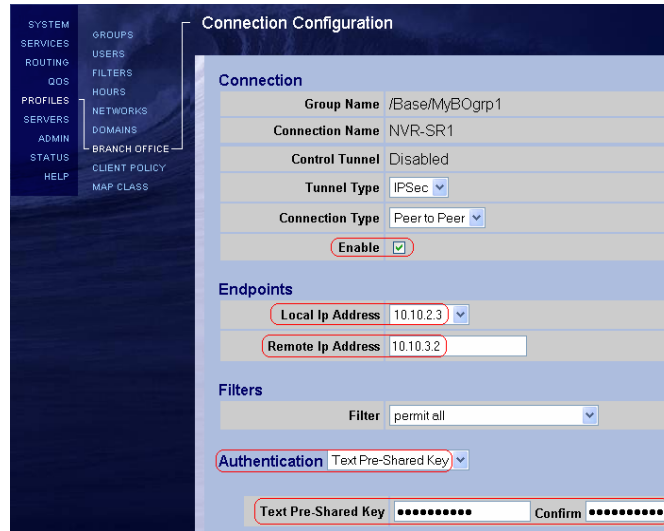 SYSTEM
SERVICES
ROUTING
QOS
PROFILES
SERVERS
ADMIN
STATUS
HELP
GROUPS
USERS
FILTERS
HOURS
NETWORKS
DOMAINS
BRANCH OFFICE
CLIENT POLICY
MAP CLASS
Connection Configuration
Connection
Group Name /Base/MyBOgrp1
Connection Name NVR-SR1
Control Tunnel Disabled
Tunnel Type IPSec
Connection Type Peer to Peer
Enable
Endpoints
Local Ip Address 10.10.2.3
Remote Ip Address 10.10.3.2
Filters
Filter permit all
Authentication Text Pre-Shared Key
Text Pre-Shared Key ●●●●●●●●●● Confirm ●●●●●●●●●●